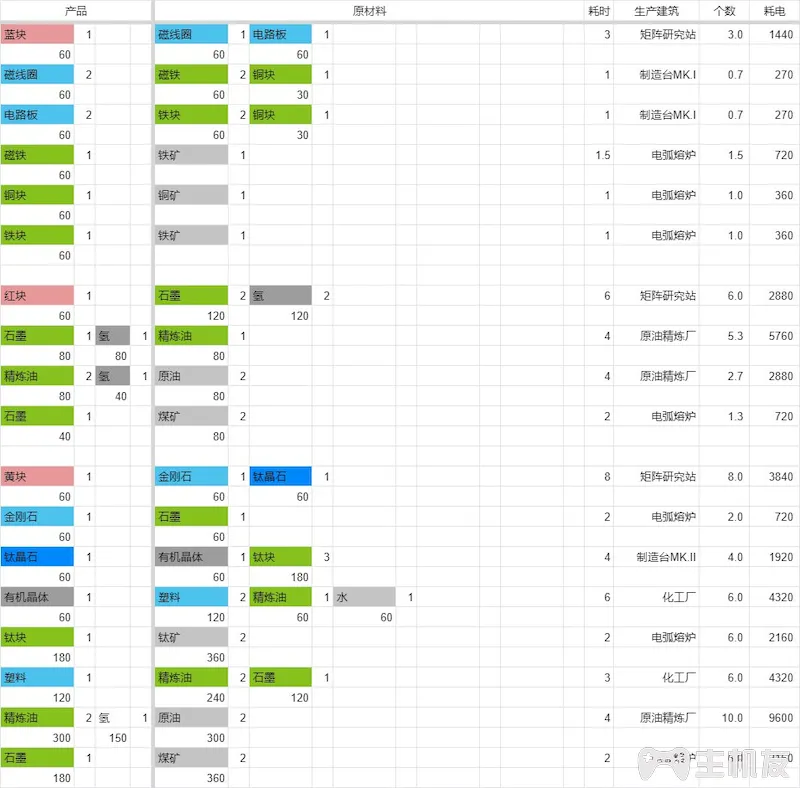 产品 原材料 耗时 生产建筑 个数 耗电
蓝块 1 磁线圈 1 电路板 1 3 矩阵研究站 3.0 1440
60 60 60
磁线圈 2 磁铁 2 铜块 1 1 制造台MK.I 0.7 270
60 60 30
电路板 2 铁块 2 铜块 1 1 制造台MK.I 0.7 270
60 60 30
磁铁 1 铁矿 1 1.5 电弧熔炉 1.5 720
60
铜块 1 铜矿 1 1 电弧熔炉 1.0 360
60
铁块 1 铁矿 1 1 电弧熔炉 1.0 360
60
红块 1 石墨 2 氢 2 6 矩阵研究站 6.0 2880
60 120 120
石墨 1 氢 1 精炼油 1 4 原油精炼厂 5.3 5760
80 80 80
精炼油 2 氢 1 原油 2 4 原油精炼厂 2.7 2880
80 40 80
石墨 1 煤矿 2 2 电弧熔炉 1.3 720
40 80
黄块 1 金刚石 1 钛晶石 1 8 矩阵研究站 8.0 3840
60 60 60
金刚石 1 石墨 1 2 电弧熔炉 2.0 720
60 60
钛晶石 1 有机晶体 1 钛块 3 4 制造台MK.II 4.0 1920
60 60 180
有机晶体 1 塑料 2 精炼油 1 水 1 6 化工厂 6.0 4320
60 120 60 60
钛块 1 钛矿 2 2 电弧熔炉 6.0 2160
180 360
塑料 1 精炼油 2 石墨 1 3 化工厂 6.0 4320
120 240 120
精炼油 2 氢 1 原油 2 4 原油精炼厂 10.0 9600
300 150 300
石墨 1 煤矿 2 2
180 360
主机友